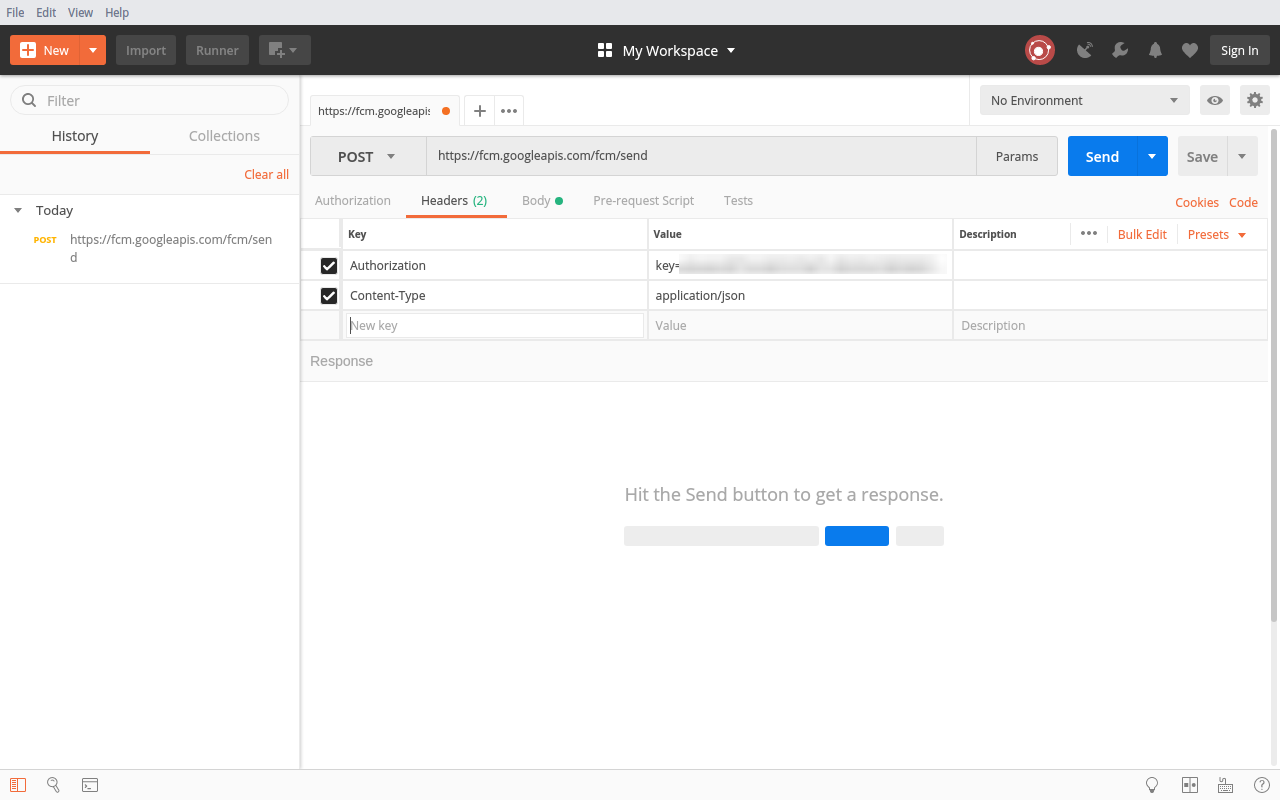 File Edit View Help
New Import Runner My Workspace Sign In
Filter
History Collections
Clear all
Today
POST https://fcm.googleapis.com/fcm/sen
d
https://fcm.googleapis
No Environment
POST https://fcm.googleapis.com/fcm/send Params Send Save
Authorization Headers (2) Body Pre-request Script Tests Cookies Code
Key Value Description Bulk Edit Presets
Authorization key=
Content-Type application/json
New key Value Description
Response
Hit the Send button to get a response.